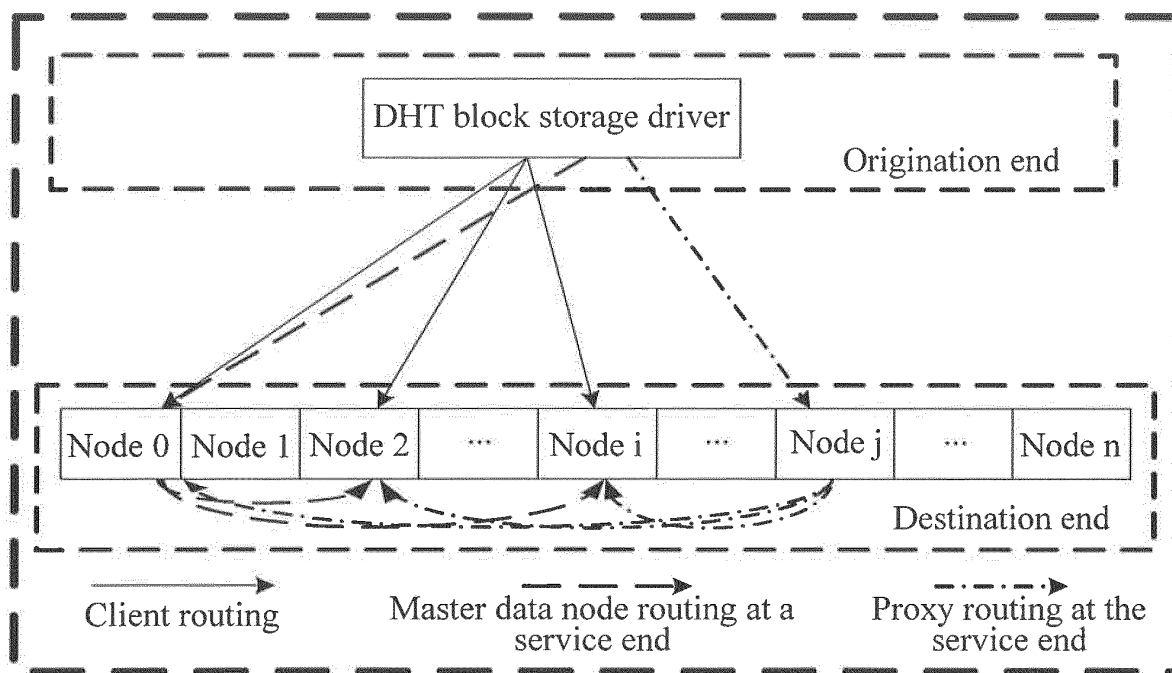 DHT block storage driver
Origination end
Node 0 Node 1 Node 2 ... Node i ... Node j ... Node n
Destination end
Client routing
Master data node routing at a
service end
Proxy routing at the
service end